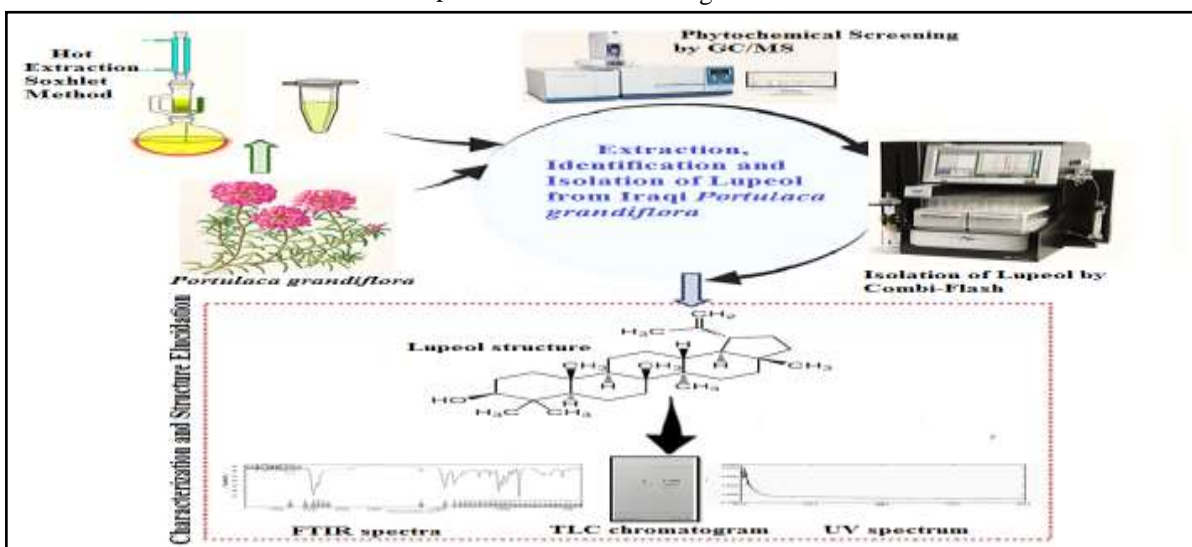 Hot
Extraction
Soxhlet
Method
Phytochemical Screening
by GC/MS
Extraction,
Identification and
Isolation of Lupeol
from Iraqi Portulaca
grandiflora
Portulaca grandiflora
Isolation of Lupeol by
Combi-Flash
Characterization and Structure Elucidation
Lupeol structure
CH₂
H₃C
H
CH₃
CH₃
H
CH₃
H
CH₃
HO
H
H₃C
CH₃
FTIR spectra
TLC chromatogram
UV spectrum